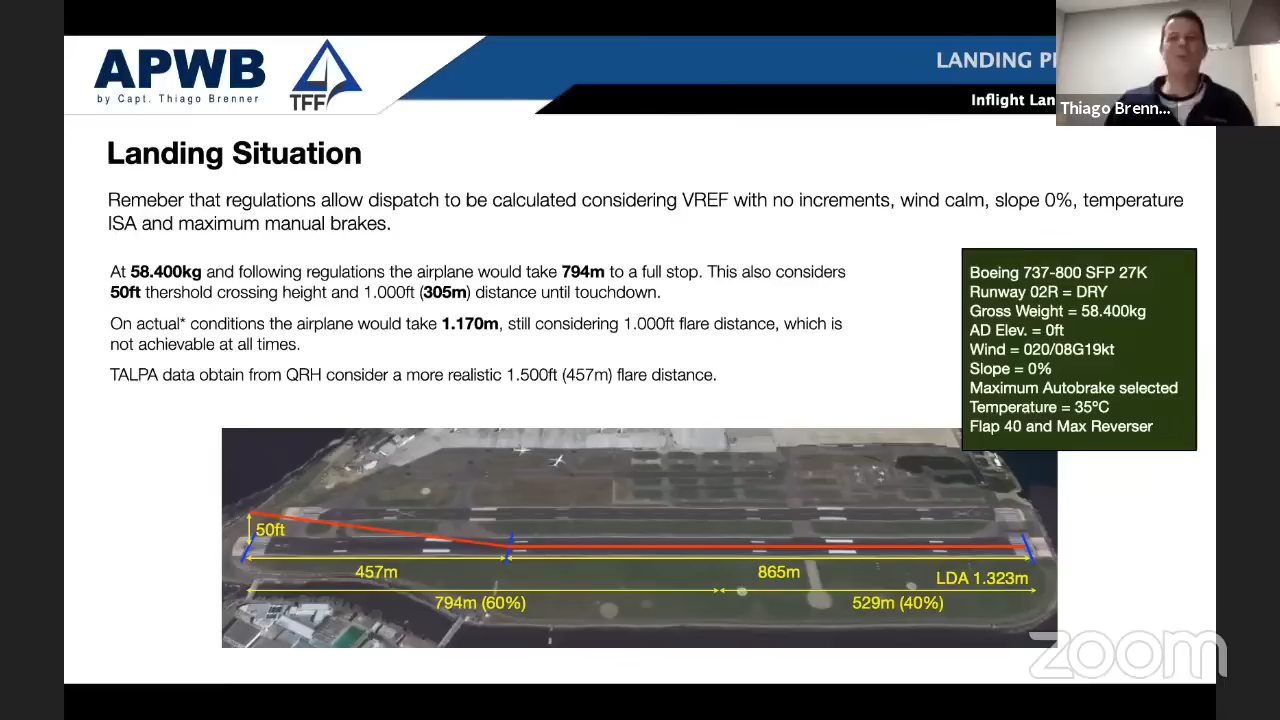 APWB
by Capt. Thiago Brenner
TFF
LANDING P
Inflight Lan
Thiago Brenn...
Landing Situation
Remeber that regulations allow dispatch to be calculated considering VREF with no increments, wind calm, slope 0%, temperature
ISA and maximum manual brakes.
At 58.400kg and following regulations the airplane would take 794m to a full stop. This also considers
50ft thershold crossing height and 1.000ft (305m) distance until touchdown.
On actual* conditions the airplane would take 1.170m, still considering 1.000ft flare distance, which is
not achievable at all times.
TALPA data obtain from QRH consider a more realistic 1.500ft (457m) flare distance.
Boeing 737-800 SFP 27K
Runway 02R = DRY
Gross Weight = 58.400kg
AD Elev. = 0ft
Wind = 020/08G19kt
Slope = 0%
Maximum Autobrake selected
Temperature = 35ºC
Flap 40 and Max Reverser
50ft
457m
865m
LDA 1.323m
794m (60%)
529m (40%)
zoom